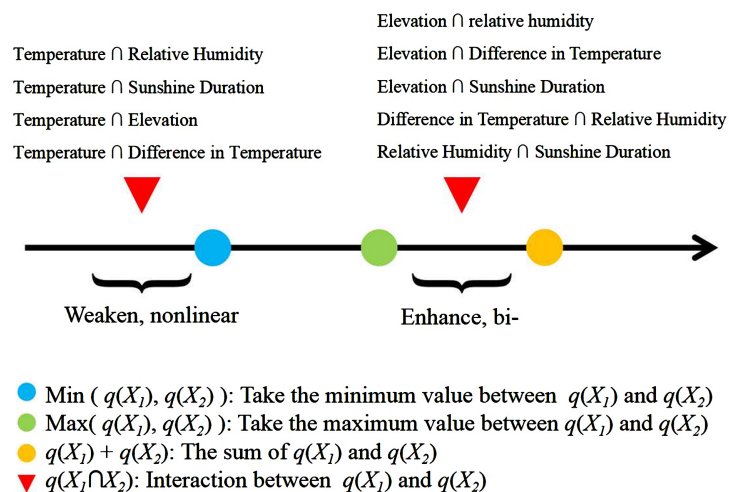 Temperature ∩ Relative Humidity
Temperature ∩ Sunshine Duration
Temperature ∩ Elevation
Temperature ∩ Difference in Temperature
Elevation ∩ relative humidity
Elevation ∩ Difference in Temperature
Elevation ∩ Sunshine Duration
Difference in Temperature ∩ Relative Humidity
Relative Humidity ∩ Sunshine Duration
Weaken, nonlinear
Enhance, bi-
Min ( q(X₁), q(X₂) ): Take the minimum value between q(X₁) and q(X₂)
Max( q(X₁), q(X₂) ): Take the maximum value between q(X₁) and q(X₂)
q(X₁) + q(X₂): The sum of q(X₁) and q(X₂)
q(X₁∩X₂): Interaction between q(X₁) and q(X₂)